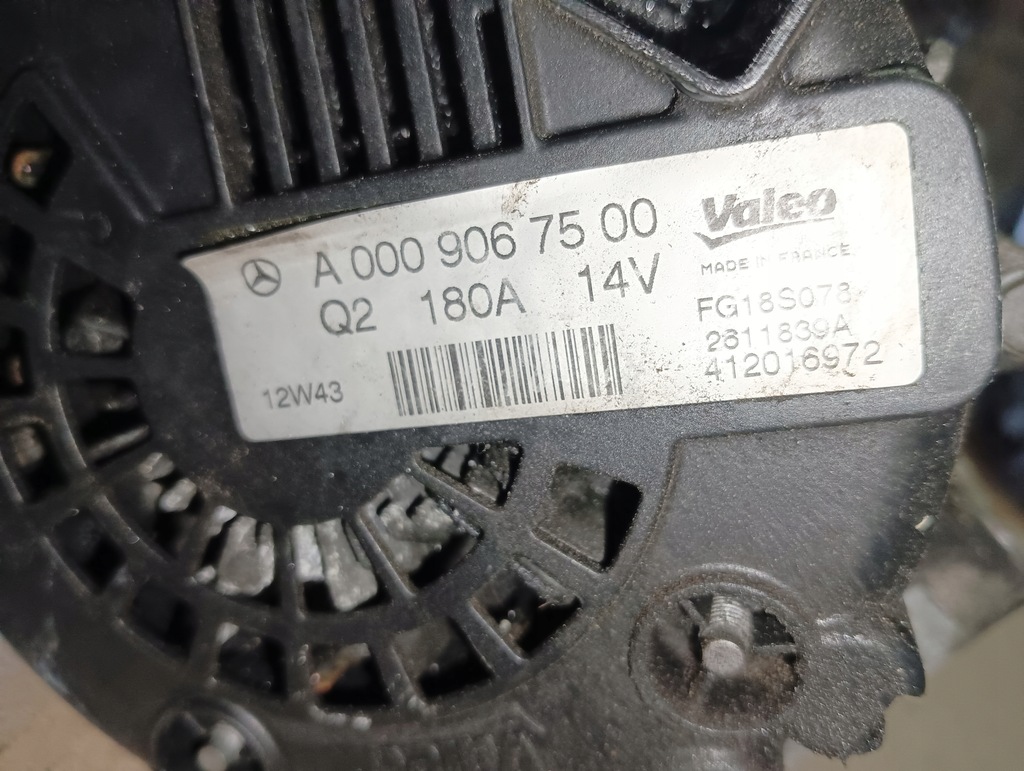 A 000 906 75 00
Q2 180A 14V
12W43
Valeo
MADE IN FRANCE
FG18S078
2611839A
412016972